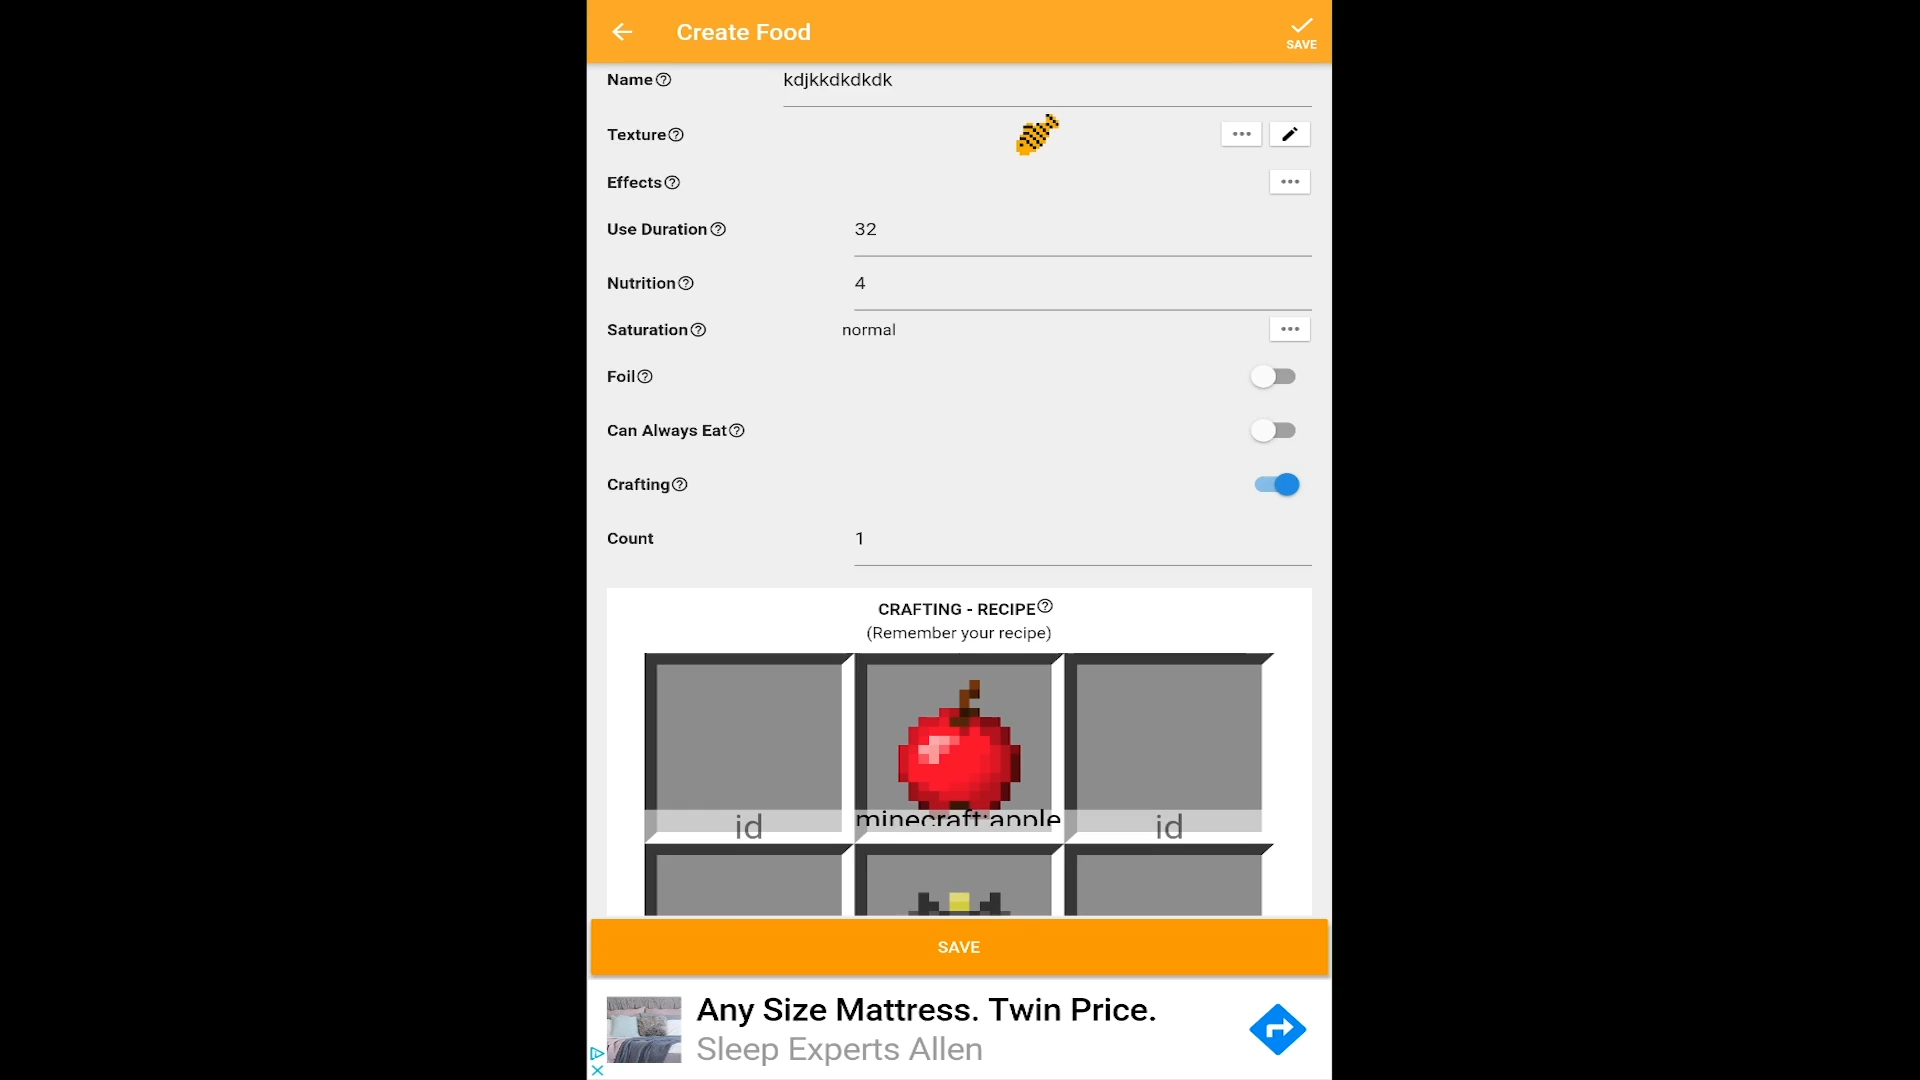 Create Food
SAVE
Name
kdjkkdkdkdk
Texture
Effects
Use Duration
32
Nutrition
4
Saturation
normal
Foil
Can Always Eat
Crafting
Count
1
CRAFTING - RECIPE
(Remember your recipe)
id
minecraft:apple
id
SAVE
Any Size Mattress. Twin Price.
Sleep Experts Allen